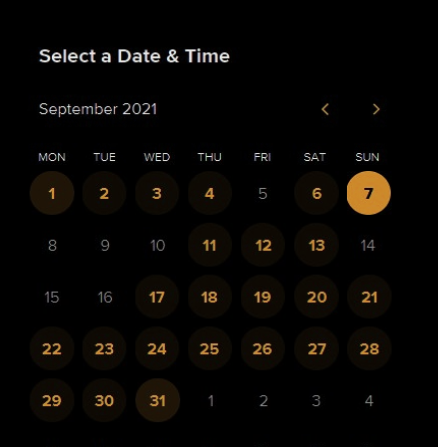 Select a Date & Time
September 2021
MON TUE WED THU FRI SAT SUN
1 2 3 4 5 6 7
8 9 10 11 12 13 14
15 16 17 18 19 20 21
22 23 24 25 26 27 28
29 30 31 1 2 3 4